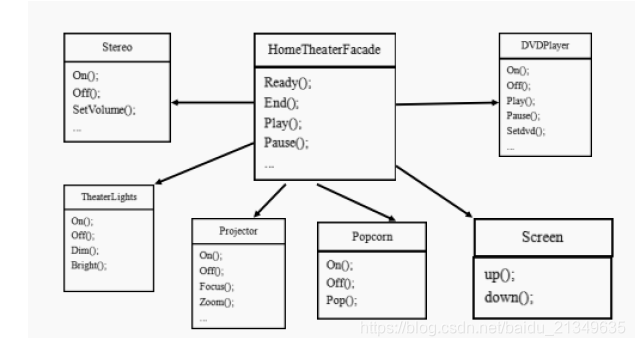 Stereo
On();
Off();
SetVolume();
...
HomeTheaterFacade
Ready();
End();
Play();
Pause();
...
DVDPlayer
On();
Off();
Play();
Pause();
Setdvd();
...
TheaterLights
On();
Off();
Dim();
Bright();
Projector
On();
Off();
Focus();
Zoom();
...
Popcorn
On();
Off();
Pop();
Screen
up();
down();
https://blog.csdn.net/baidu_21349635